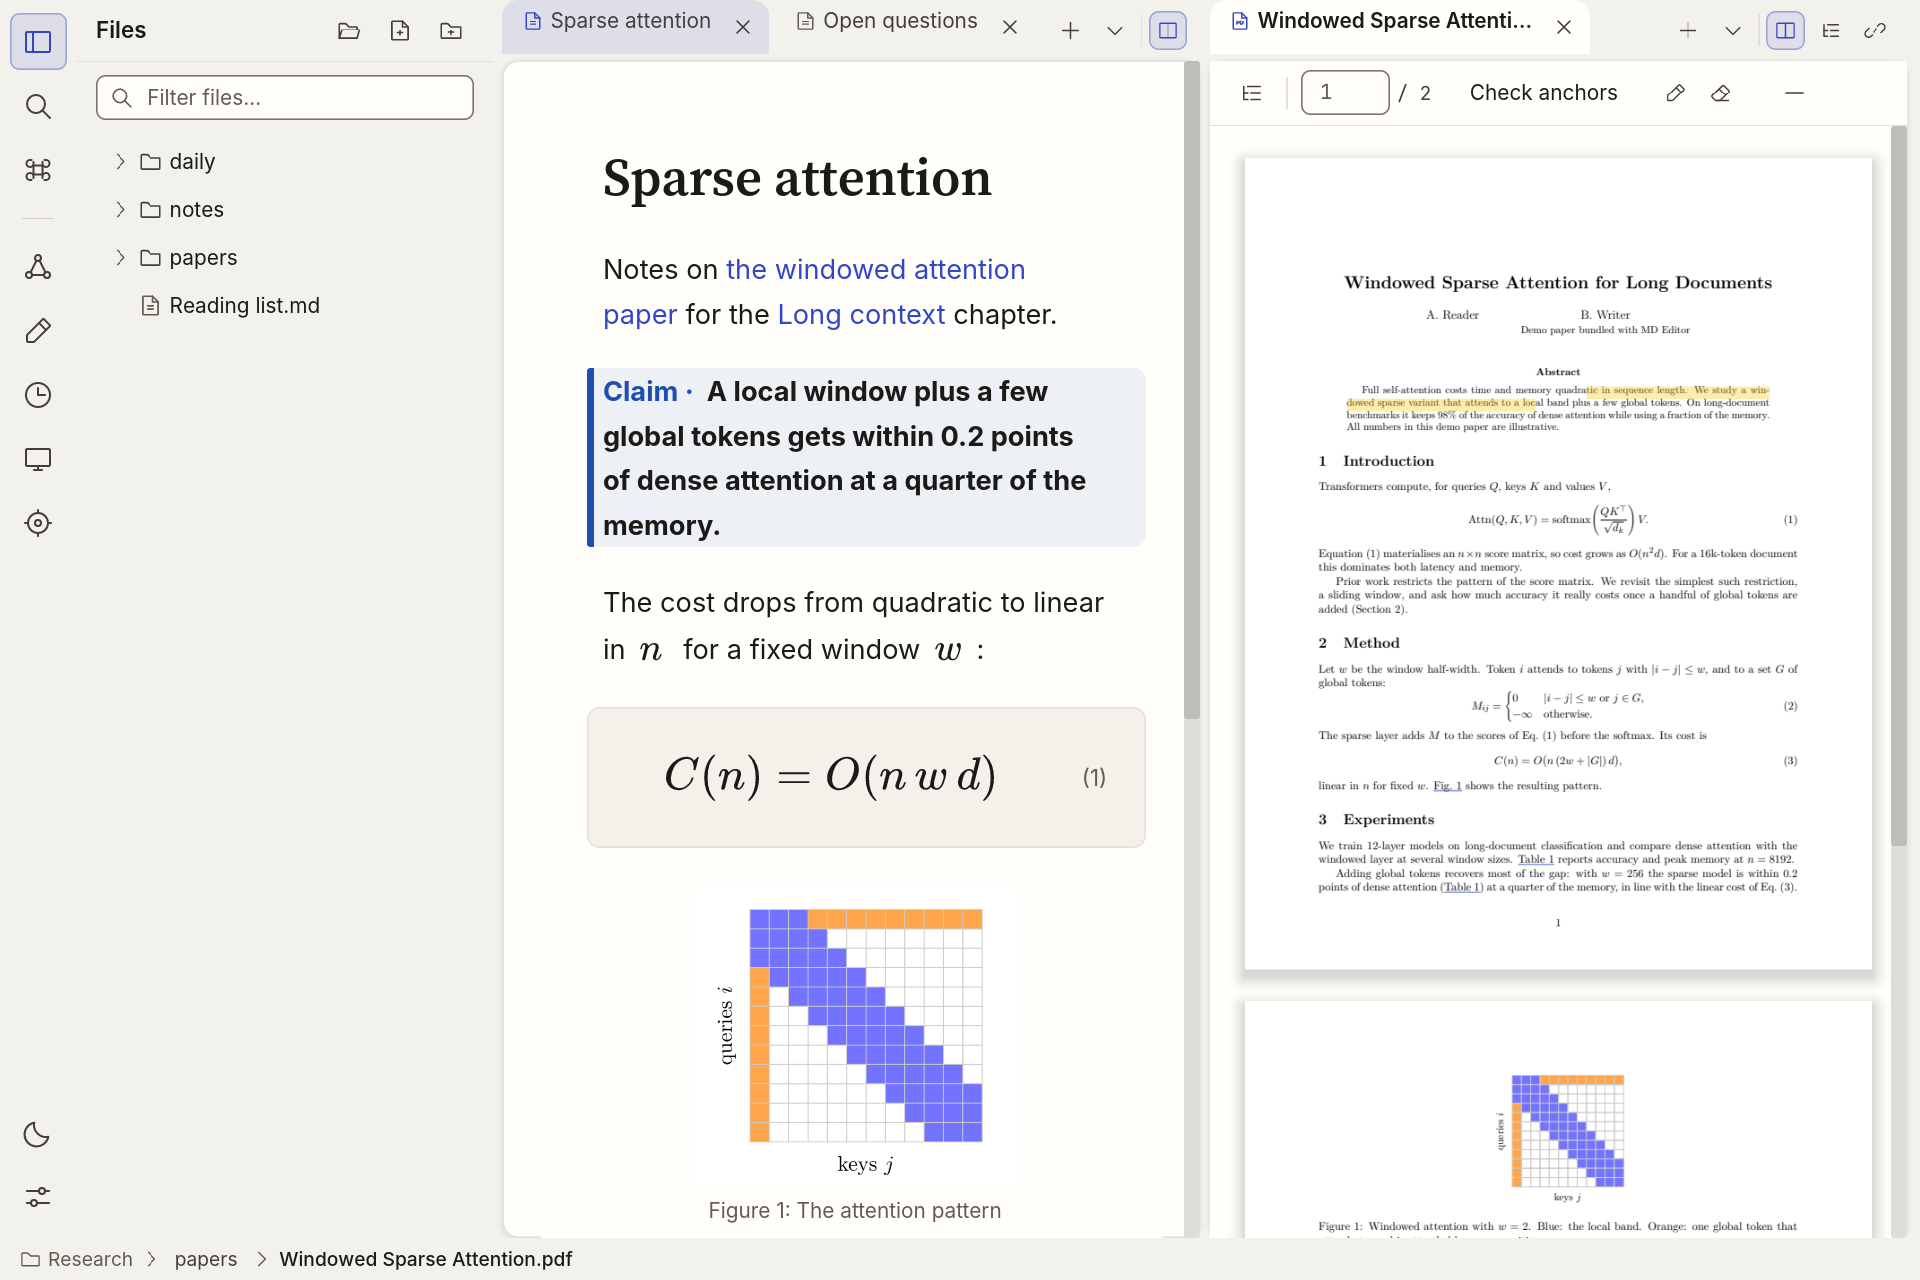 Files
Filter files...
daily
notes
papers
Reading list.md
Sparse attention
Open questions
Sparse attention
Notes on the windowed attention
paper for the Long context chapter.
Claim · A local window plus a few
global tokens gets within 0.2 points
of dense attention at a quarter of the
memory.
The cost drops from quadratic to linear
in n for a fixed window w :
C(n) = O(n w d) (1)
queries i
keys j
Figure 1: The attention pattern
Windowed Sparse Attenti...
1 / 2 Check anchors
Windowed Sparse Attention for Long Documents
A. Reader B. Writer
Demo paper bundled with MD Editor
Abstract
Full self-attention costs time and memory quadratic in sequence length. We study a win-
dowed sparse variant that attends to a local band plus a few global tokens. On long-document
benchmarks it keeps 98% of the accuracy of dense attention while using a fraction of the memory.
All numbers in this demo paper are illustrative.
1 Introduction
Transformers compute, for queries Q, keys K and values V,
Attn(Q, K, V) = softmax(QK⊤/√dk) V. (1)
Equation (1) materialises an n×n score matrix, so cost grows as O(n²d). For a 16k-token document
this dominates both latency and memory.
Prior work restricts the pattern of the score matrix. We revisit the simplest such restriction,
a sliding window, and ask how much accuracy it really costs once a handful of global tokens are
added (Section 2).
2 Method
Let w be the window half-width. Token i attends to tokens j with |i − j| ≤ w, and to a set G of
global tokens:
Mij = { 0 |i − j| ≤ w or j ∈ G,
−∞ otherwise. (2)
The sparse layer adds M to the scores of Eq. (1) before the softmax. Its cost is
C(n) = O(n (2w + |G|) d), (3)
linear in n for fixed w. Fig. 1 shows the resulting pattern.
3 Experiments
We train 12-layer models on long-document classification and compare dense attention with the
windowed layer at several window sizes. Table 1 reports accuracy and peak memory at n = 8192.
Adding global tokens recovers most of the gap: with w = 256 the sparse model is within 0.2
points of dense attention (Table 1) at a quarter of the memory, in line with the linear cost of Eq. (3).
1
queries i
keys j
Figure 1: Windowed attention with w = 2. Blue: the local band. Orange: one global token that
Research
papers
Windowed Sparse Attention.pdf